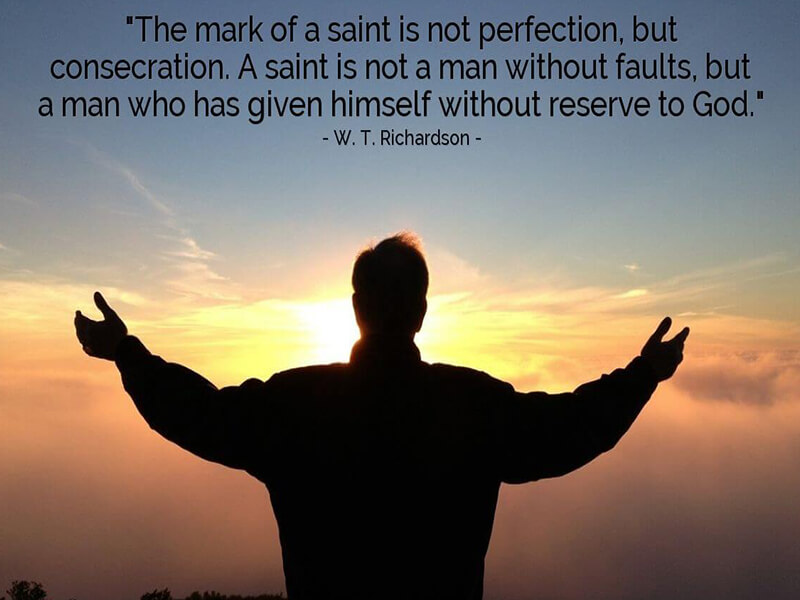 "The mark of a saint is not perfection, but
consecration. A saint is not a man without faults, but
a man who has given himself without reserve to God."
- W. T. Richardson -